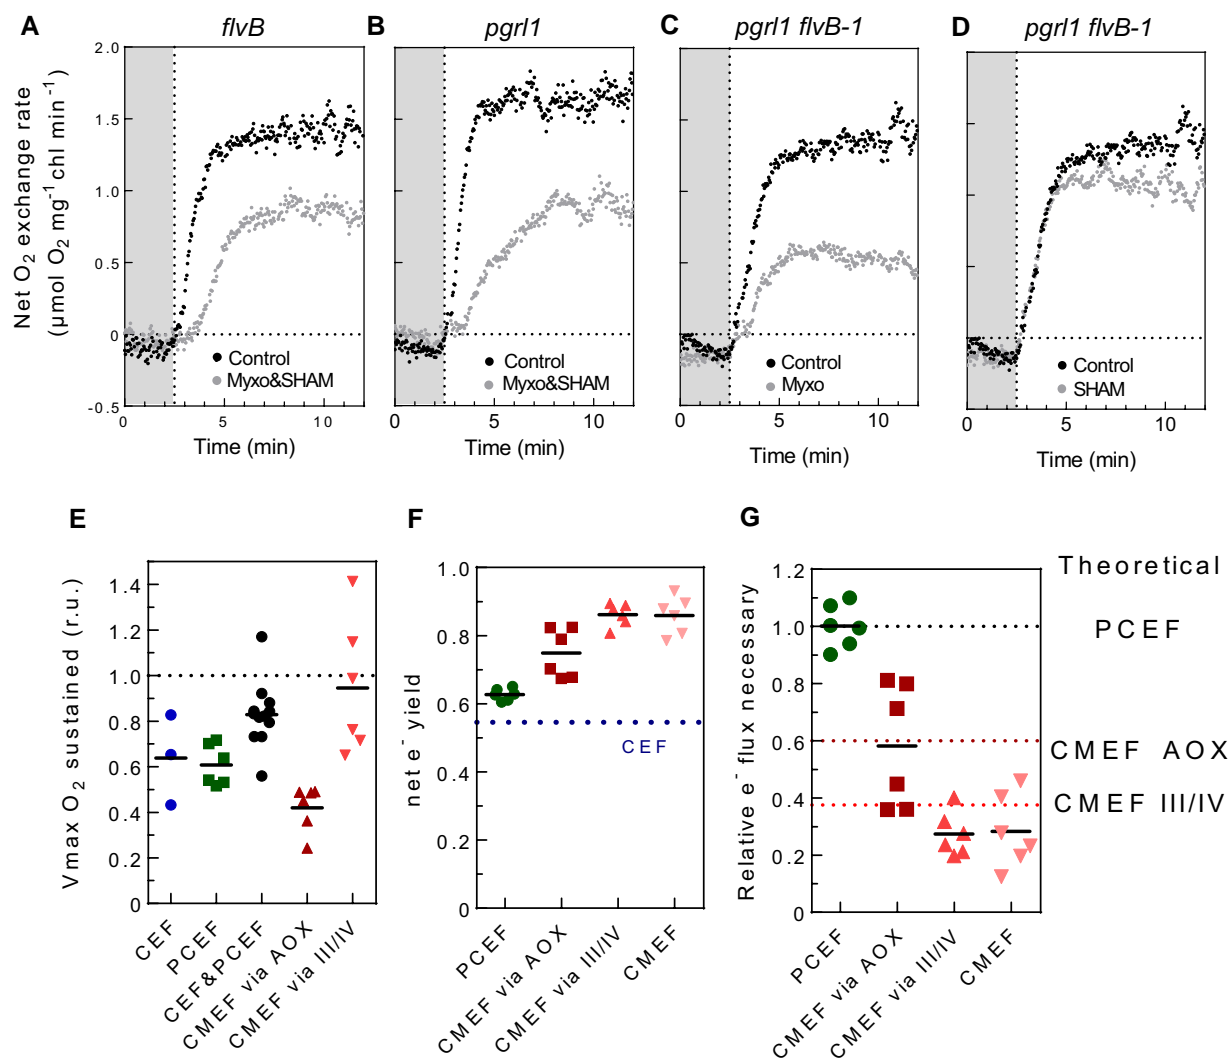 A
flvB
B
pgrl1
C
pgrl1 flvB-1
D
pgrl1 flvB-1
Net O2 exchange rate
(µmol O2 mg⁻¹ chl min⁻¹)
2.0
1.5
1.0
0.5
0
-0.5
Control
Myxo&SHAM
Control
Myxo&SHAM
Control
Myxo
Control
SHAM
0 5 10
0 5 10
0 5 10
0 5 10
Time (min)
Time (min)
Time (min)
Time (min)
E
Vmax O2 sustained (r.u.)
1.4
1.2
1.0
0.8
0.6
0.4
0.2
0
CEF
PCEF
CEF&PCEF
CMEF via AOX
CMEF via III/IV
F
net e⁻ yield
1.0
0.8
0.6
0.4
0.2
0
CEF
PCEF
CMEF via AOX
CMEF via III/IV
CMEF
G
Relative e⁻ flux necessary
1.2
1.0
0.8
0.6
0.4
0.2
0
PCEF
CMEF via AOX
CMEF via III/IV
CMEF
Theoretical
PCEF
CMEF AOX
CMEF III/IV